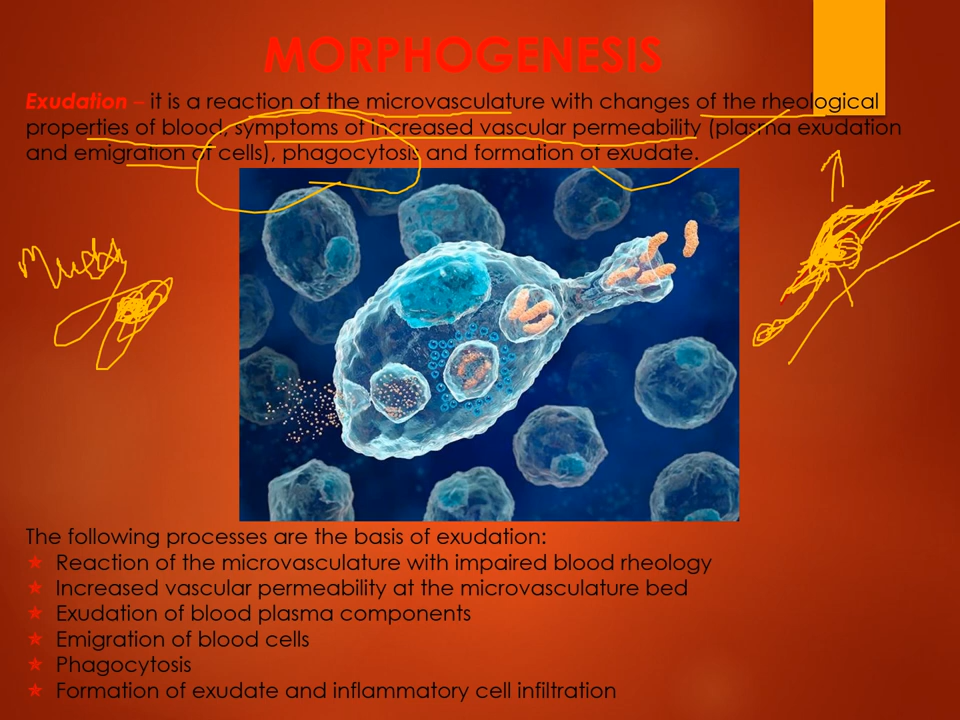 MORPHOGENESIS
Exudation – it is a reaction of the microvasculature with changes of the rheological
properties of blood, symptoms of increased vascular permeability (plasma exudation
and emigration of cells), phagocytosis and formation of exudate.
The following processes are the basis of exudation:
Reaction of the microvasculature with impaired blood rheology
Increased vascular permeability at the microvasculature bed
Exudation of blood plasma components
Emigration of blood cells
Phagocytosis
Formation of exudate and inflammatory cell infiltration